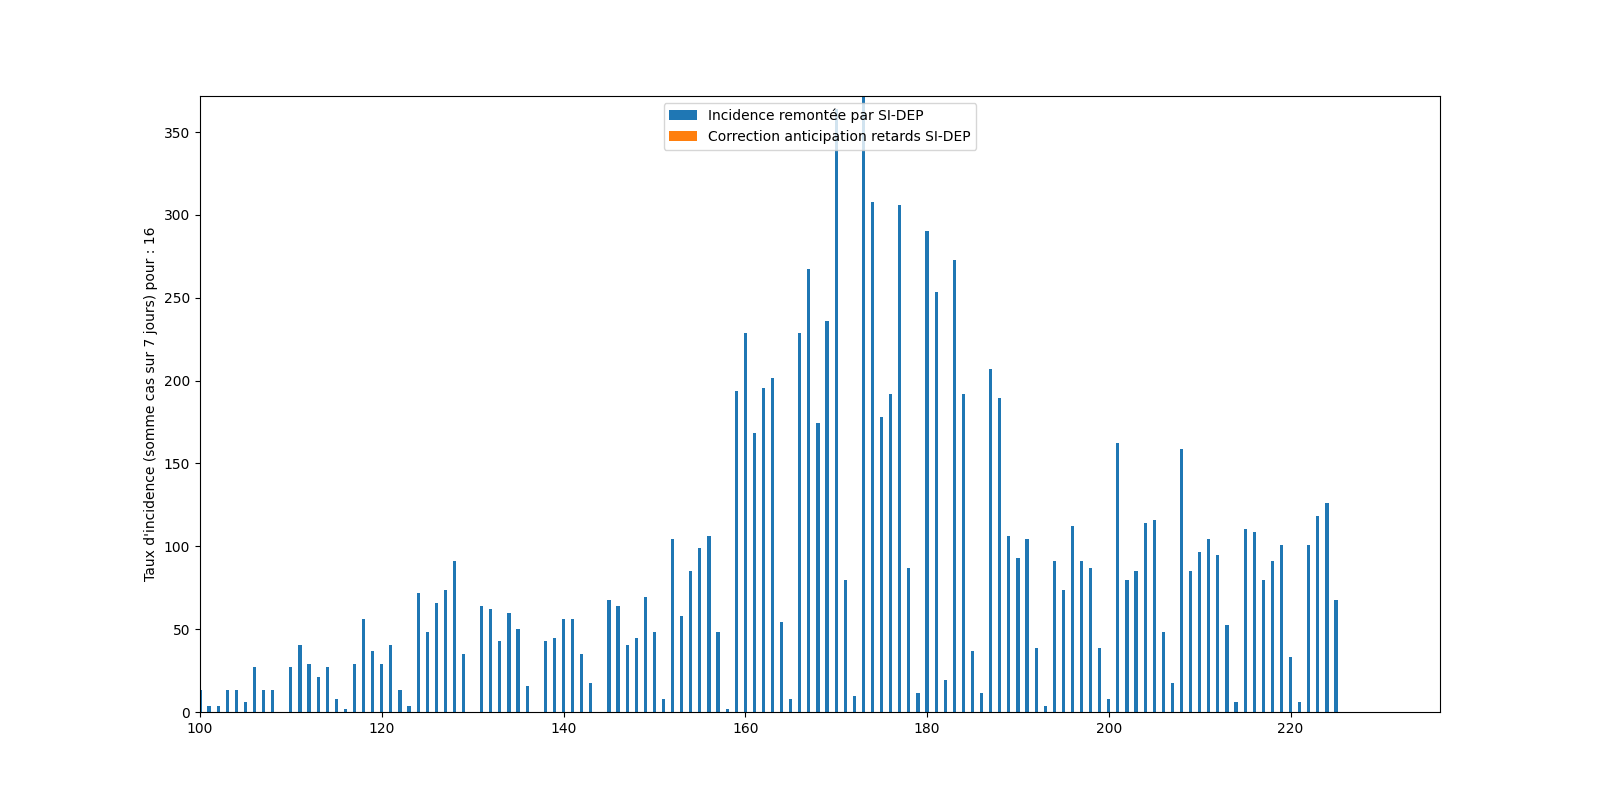 Incidence remontée par SI-DEP
Correction anticipation retards SI-DEP
Taux d'incidence (somme cas sur 7 jours) pour : 16
350
300
250
200
150
100
50
0
100 120 140 160 180 200 220